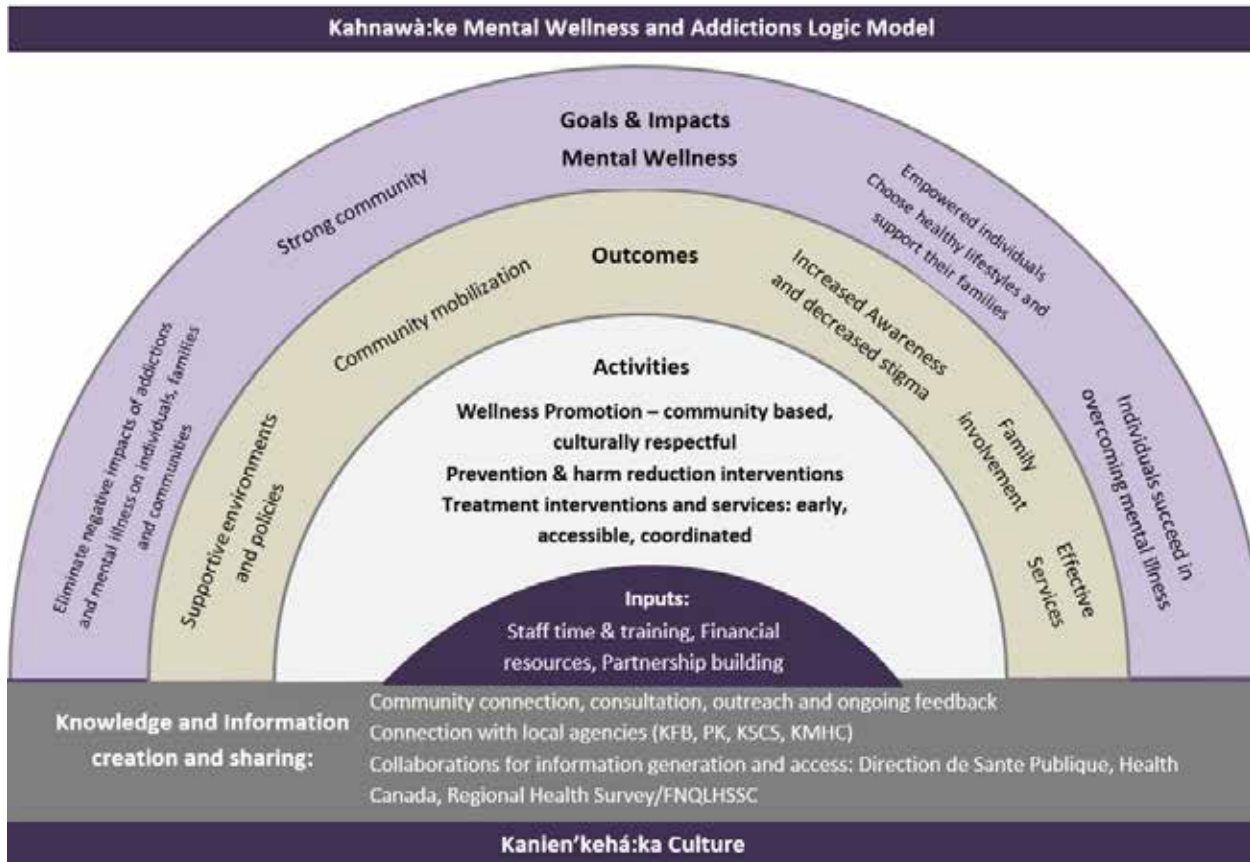 Kahnawà:ke Mental Wellness and Addictions Logic Model
Goals & Impacts
Mental Wellness
Strong community
Eliminate negative impacts of addictions
and mental illness on individuals, families
and communities
Empowered individuals
Choose healthy lifestyles and
support their families
Individuals succeed in
overcoming mental illness
Outcomes
Community mobilization
Supportive environments
and policies
Increased Awareness
and decreased stigma
Family
involvement
Effective
Services
Activities
Wellness Promotion – community based,
culturally respectful
Prevention & harm reduction interventions
Treatment interventions and services: early,
accessible, coordinated
Inputs:
Staff time & training, Financial
resources, Partnership building
Knowledge and Information
creation and sharing:
Community connection, consultation, outreach and ongoing feedback
Connection with local agencies (KFB, PK, KSCS, KMHC)
Collaborations for information generation and access: Direction de Sante Publique, Health
Canada, Regional Health Survey/FNQLHSSC
Kanien’kehá:ka Culture